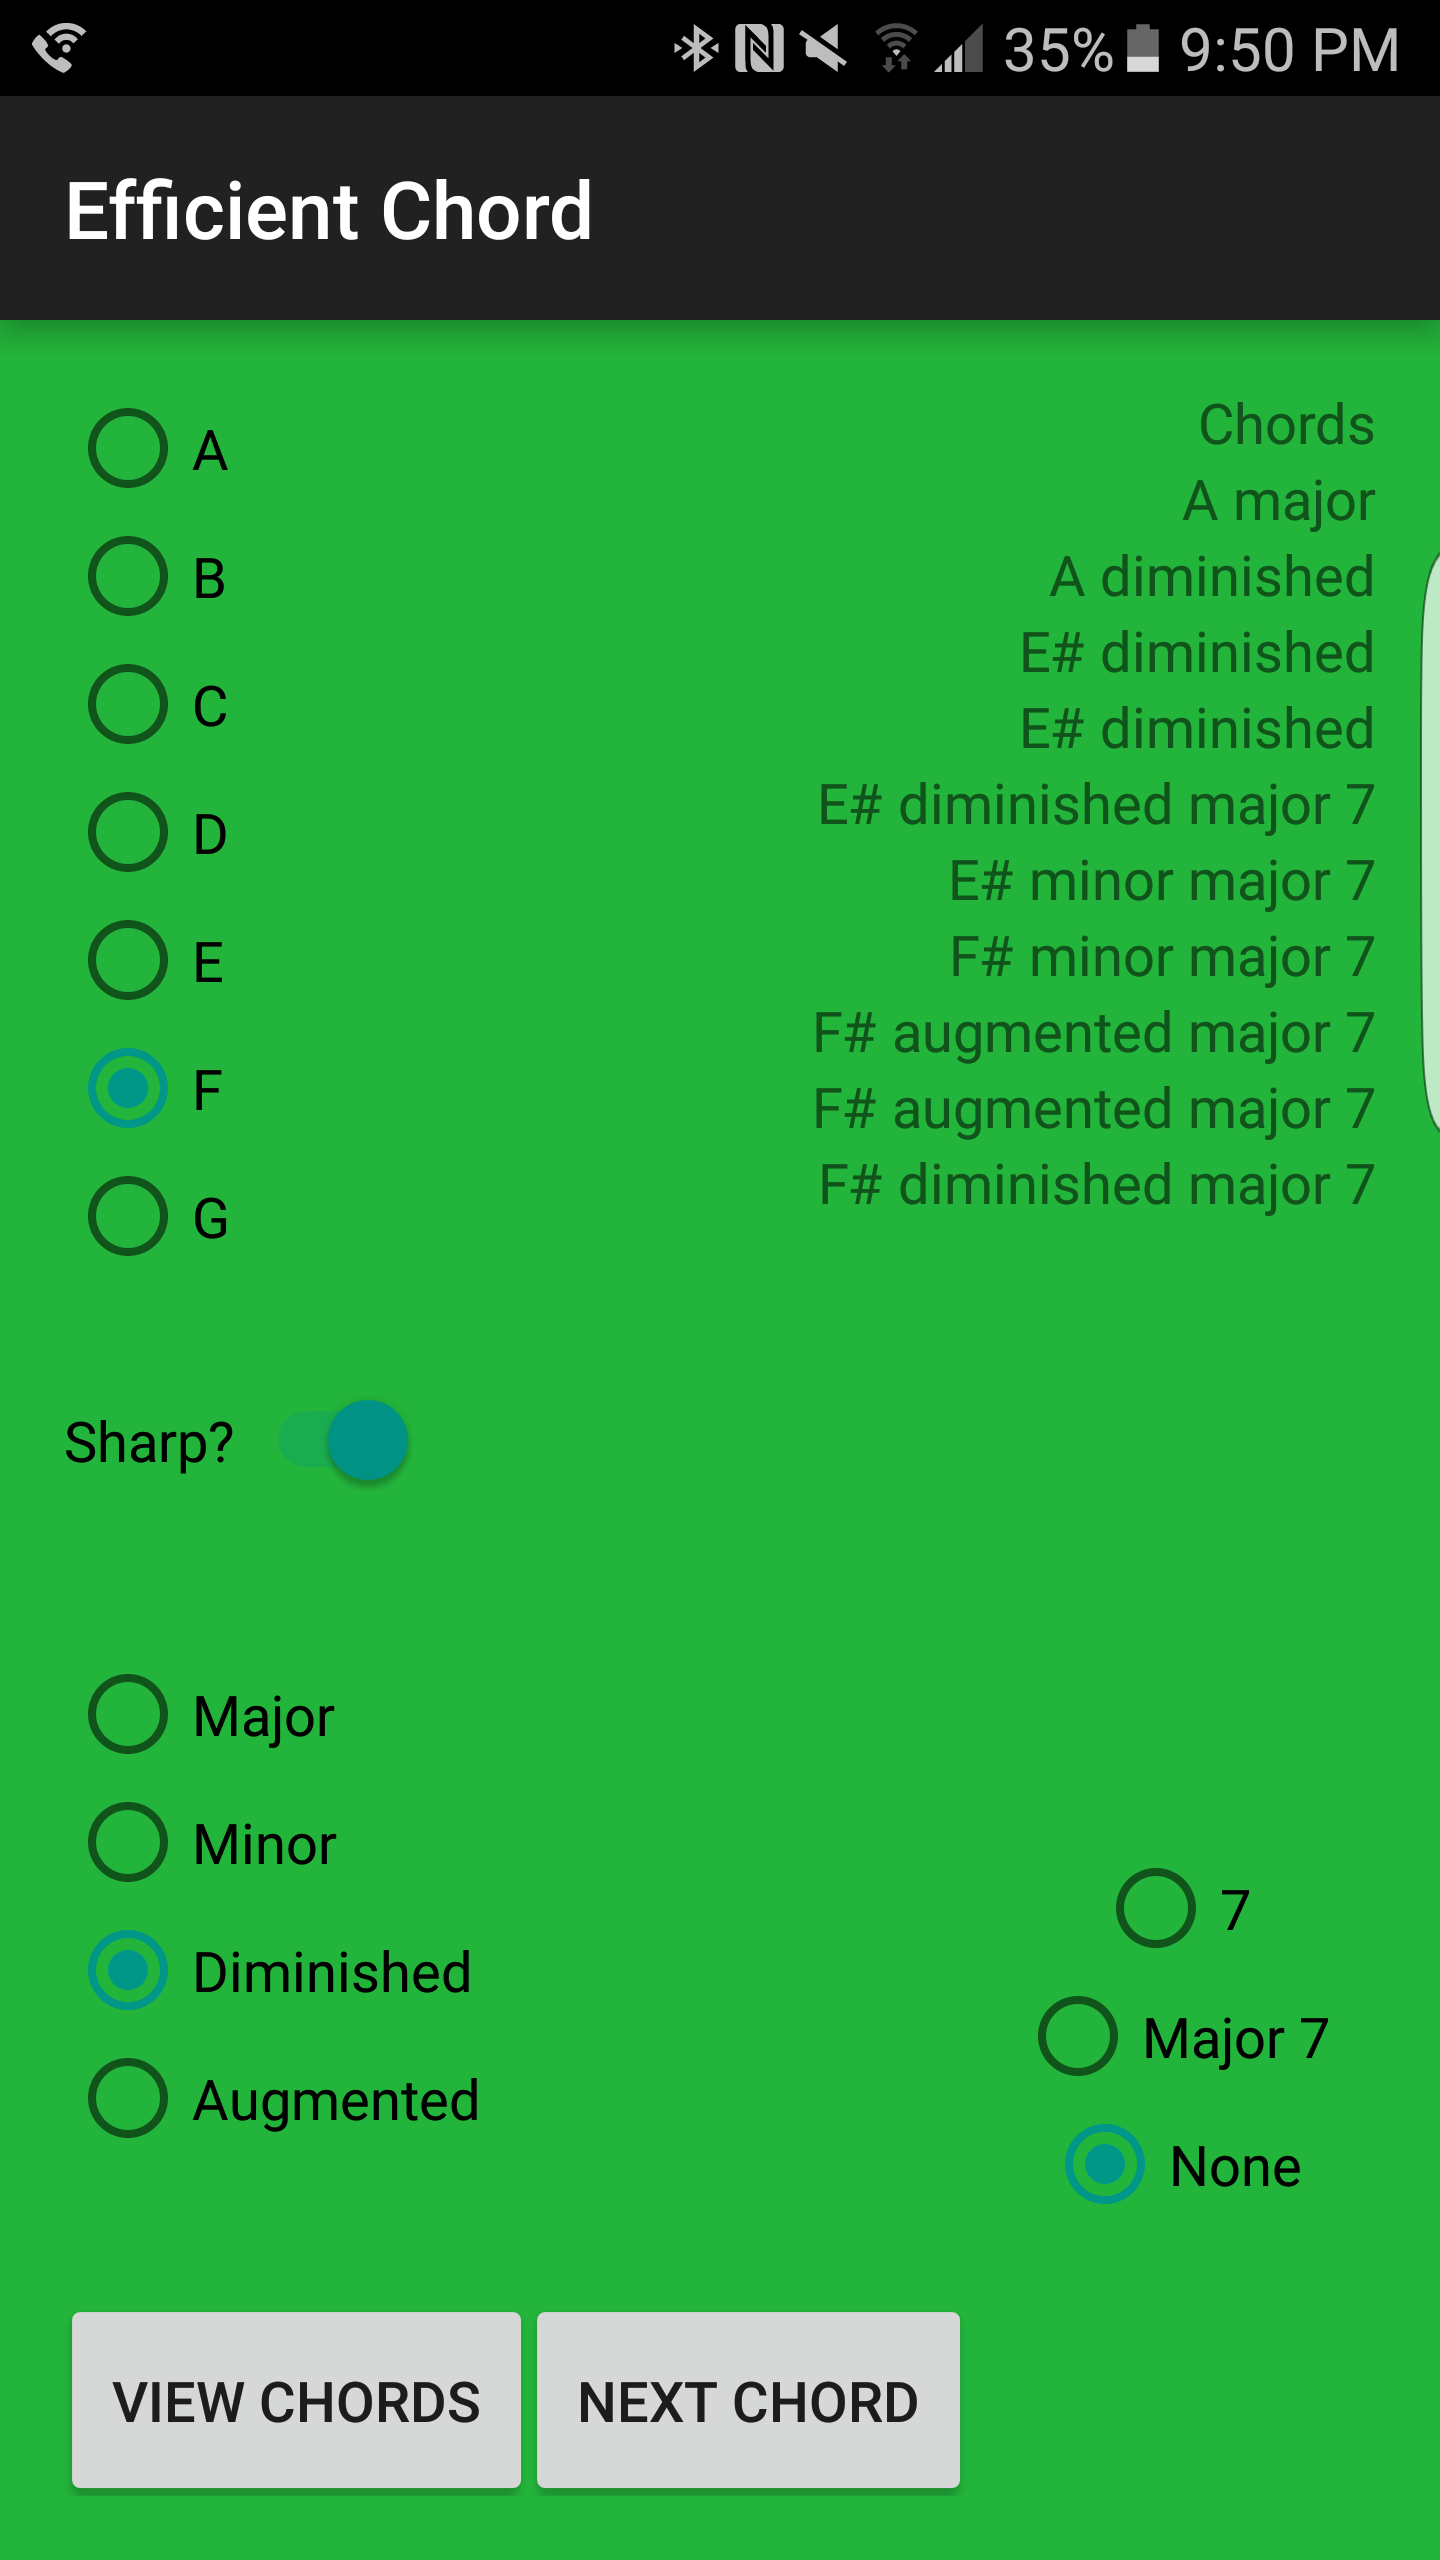 35% 9:50 PM
Efficient Chord
A
B
C
D
E
F
G
Chords
A major
A diminished
E# diminished
E# diminished
E# diminished major 7
E# minor major 7
F# minor major 7
F# augmented major 7
F# augmented major 7
F# diminished major 7
Sharp?
Major
Minor
Diminished
Augmented
7
Major 7
None
VIEW CHORDS
NEXT CHORD